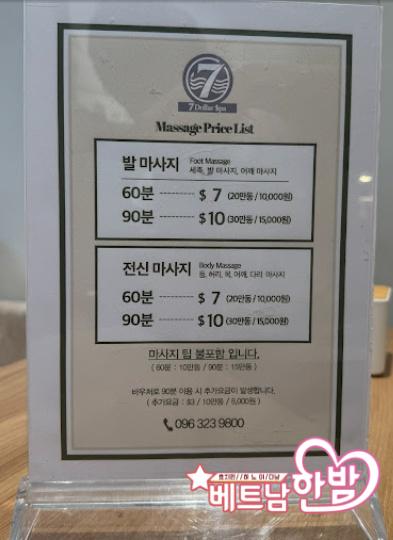 7
7 Dollar Spa
Massage Price List
발 마사지 Foot Massage
세족, 발 마사지, 어깨 마사지
60분 --------- $ 7 (20만동 / 10,000원)
90분 --------- $ 10 (30만동 / 15,000원)
전신 마사지 Body Massage
등, 허리, 목, 어깨, 다리 마사지
60분 --------- $ 7 (20만동 / 10,000원)
90분 --------- $ 10 (30만동 / 15,000원)
마사지 팁 불포함 입니다.
( 60분 : 10만동 / 90분 : 15만동 )
바우처로 90분 이용 시 추가요금이 발생합니다.
( 추가요금 : $3 / 10만동 / 5,000원 )
096 323 9800
베트남한밤